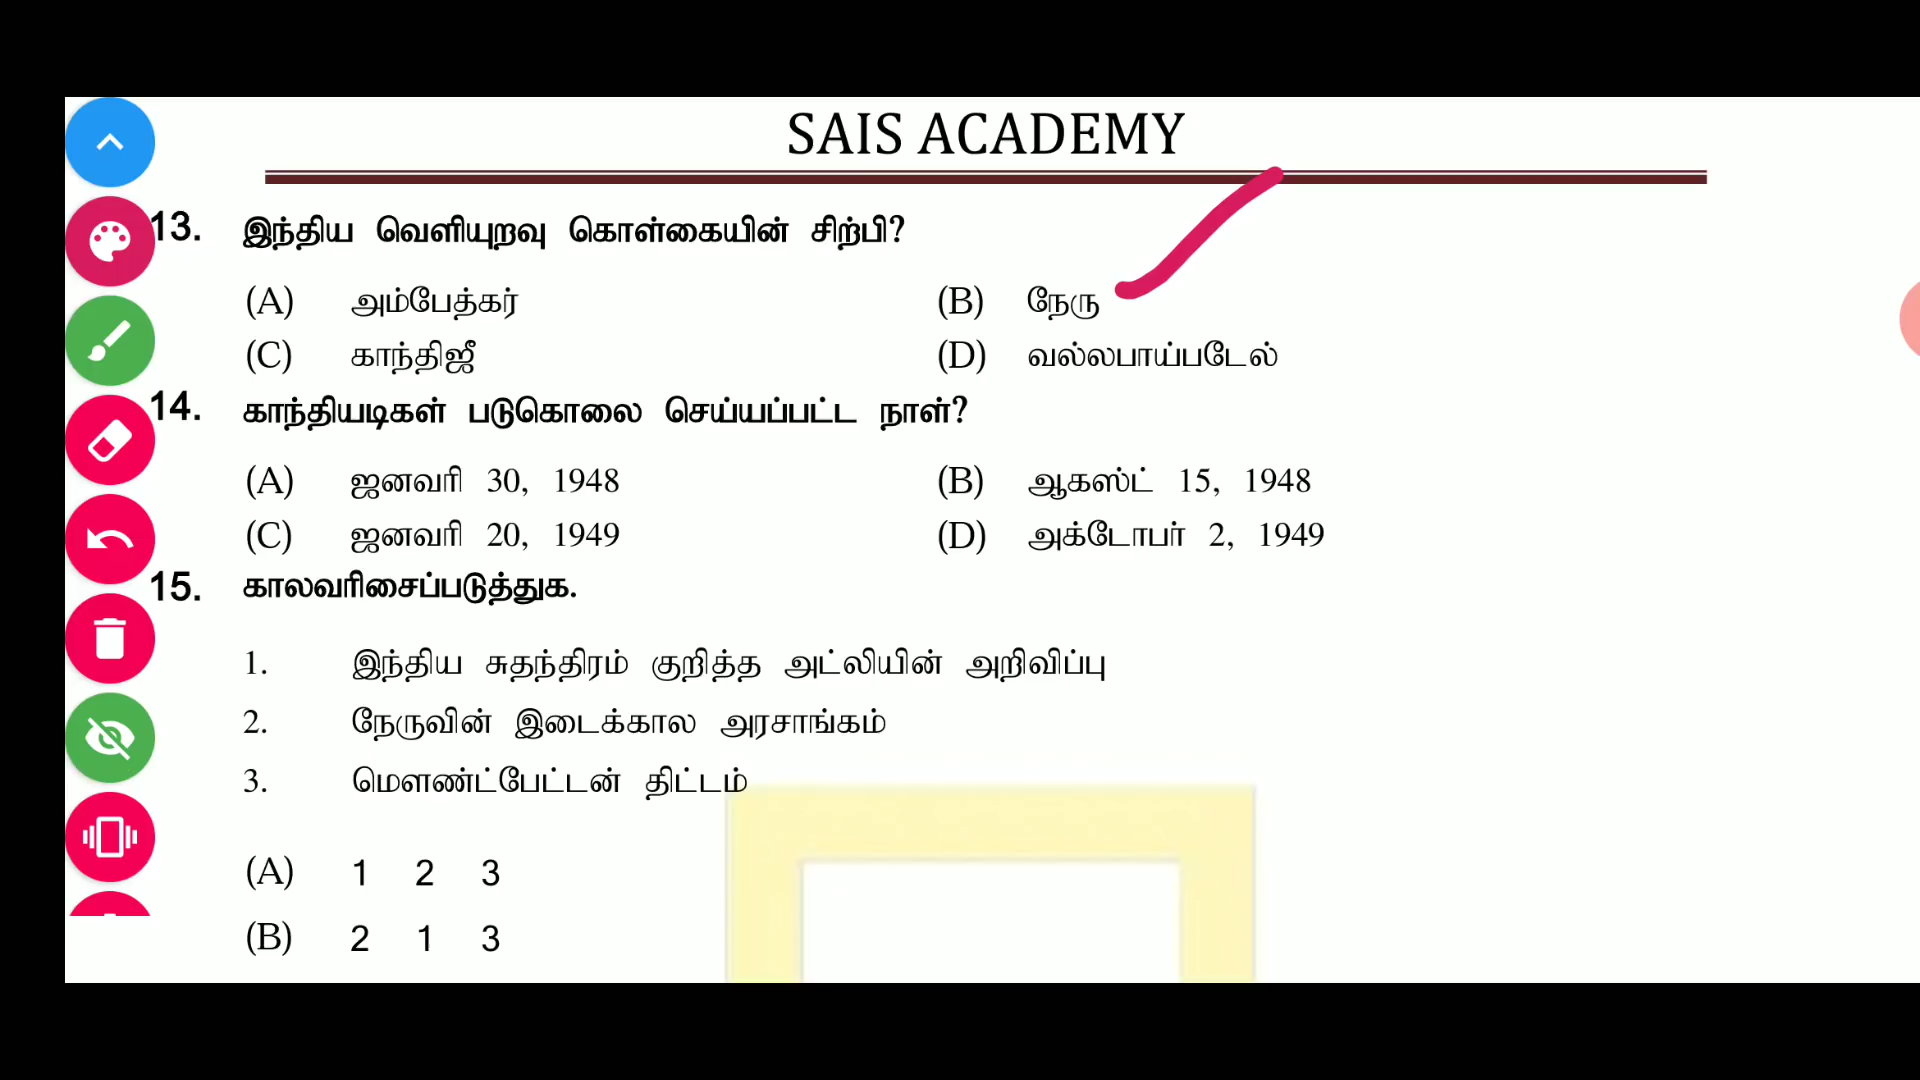 SAIS ACADEMY
13. இந்திய வெளியுறவு கொள்கையின் சிற்பி?
(A) அம்பேத்கர் (B) நேரு
(C) காந்திஜீ (D) வல்லபாய்படேல்
14. காந்தியடிகள் படுகொலை செய்யப்பட்ட நாள்?
(A) ஜனவரி 30, 1948 (B) ஆகஸ்ட் 15, 1948
(C) ஜனவரி 20, 1949 (D) அக்டோபர் 2, 1949
15. காலவரிசைப்படுத்துக.
1. இந்திய சுதந்திரம் குறித்த அட்லியின் அறிவிப்பு
2. நேருவின் இடைக்கால அரசாங்கம்
3. மௌண்ட்பேட்டன் திட்டம்
(A) 1 2 3
(B) 2 1 3